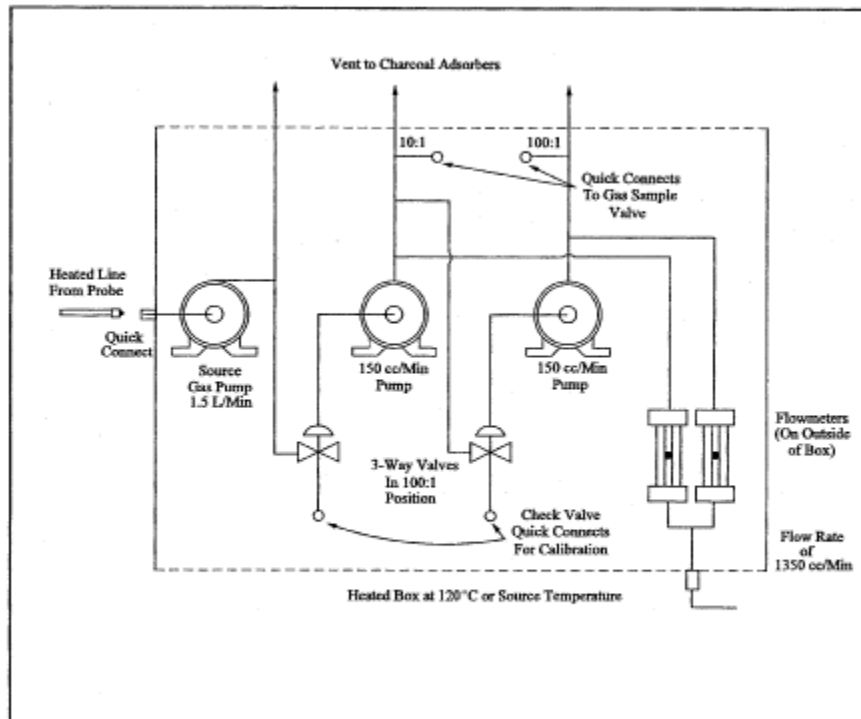 Vent to Charcoal Adsorbers
10:1
100:1
Quick Connects
To Gas Sample
Valve
Heated Line
From Probe
Quick
Connect
Source
Gas Pump
1.5 L/Min
150 cc/Min
Pump
150 cc/Min
Pump
Flowmeters
(On Outside
of Box)
3-Way Valves
In 100:1
Position
Check Valve
Quick Connects
For Calibration
Flow Rate
of
1350 cc/Min
Heated Box at 120°C or Source Temperature